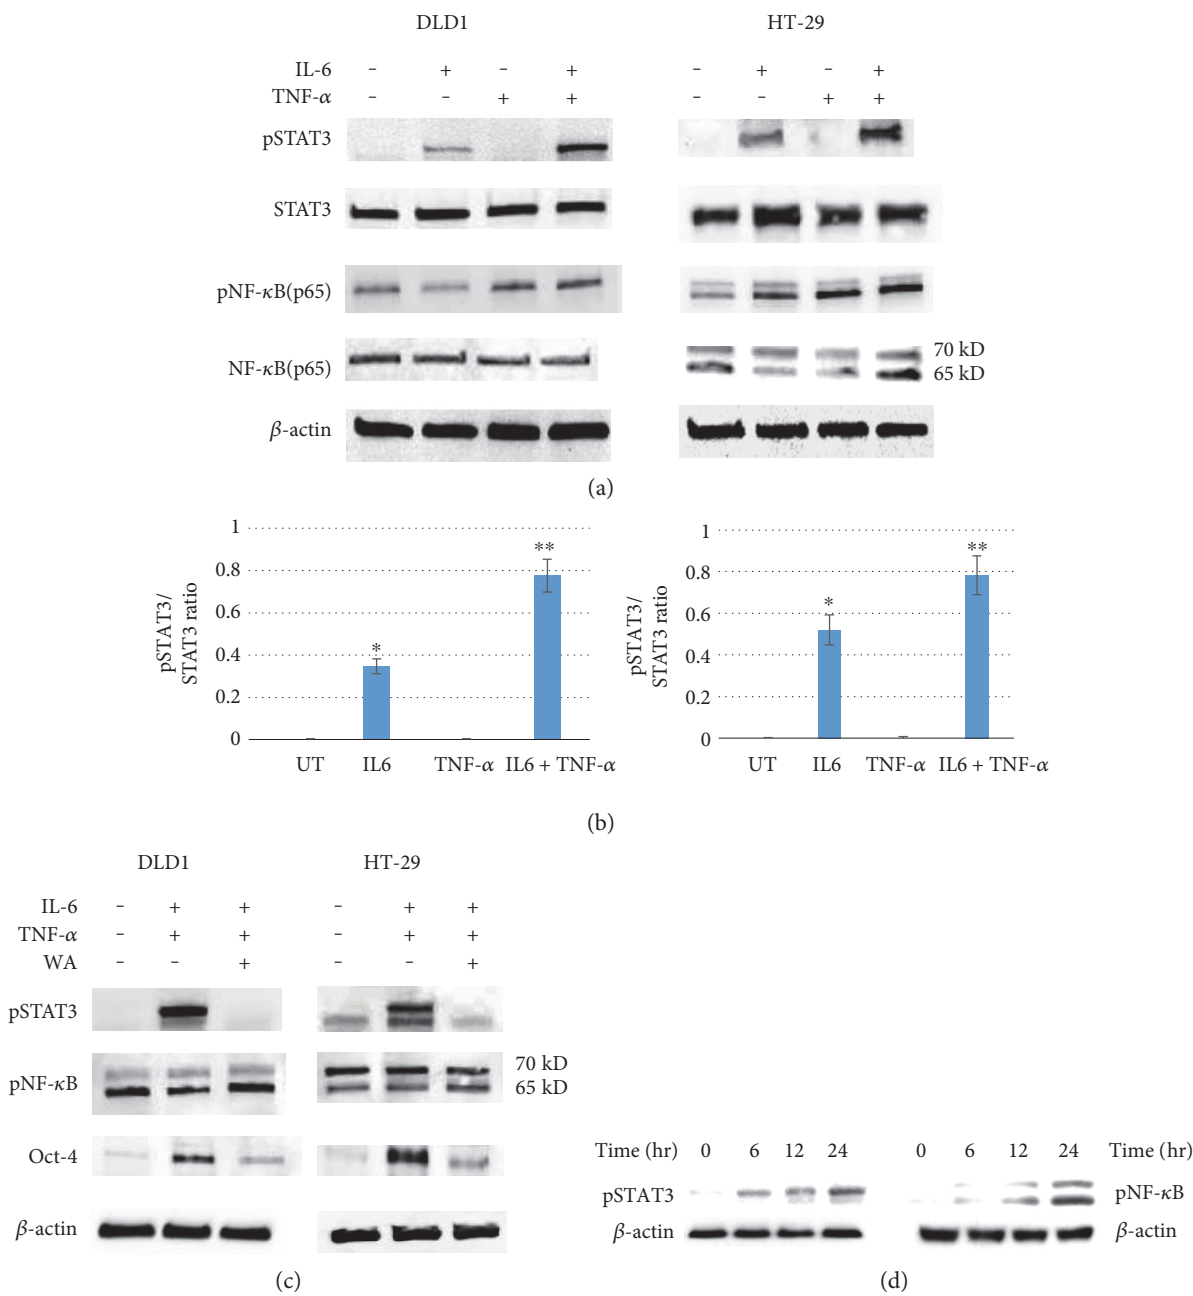 DLD1 HT-29
IL-6 – + – + – + – +
TNF-α – – + + – – + +
pSTAT3
STAT3
pNF-κB(p65)
NF-κB(p65) 70 kD
65 kD
β-actin
(a)
pSTAT3/
STAT3 ratio
1
0.8
0.6
0.4
0.2
0
* **
UT IL6 TNF-α IL6 + TNF-α
pSTAT3/
STAT3 ratio
1
0.8
0.6
0.4
0.2
0
* **
UT IL6 TNF-α IL6 + TNF-α
(b)
DLD1 HT-29
IL-6 – + + – + +
TNF-α – + + – + +
WA – – + – – +
pSTAT3
pNF-κB 70 kD
65 kD
Oct-4
β-actin
(c)
Time (hr) 0 6 12 24 0 6 12 24 Time (hr)
pSTAT3 pNF-κB
β-actin β-actin
(d)